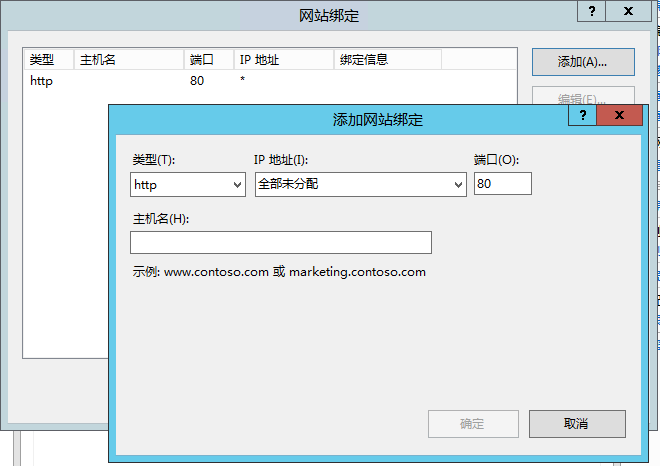 网站绑定
类型 主机名 端口 IP 地址 绑定信息
http 80 *
添加(A)...
编辑(E)...
添加网站绑定
类型(T): IP 地址(I): 端口(O):
http 全部未分配 80
主机名(H):
示例: www.contoso.com 或 marketing.contoso.com
确定 取消